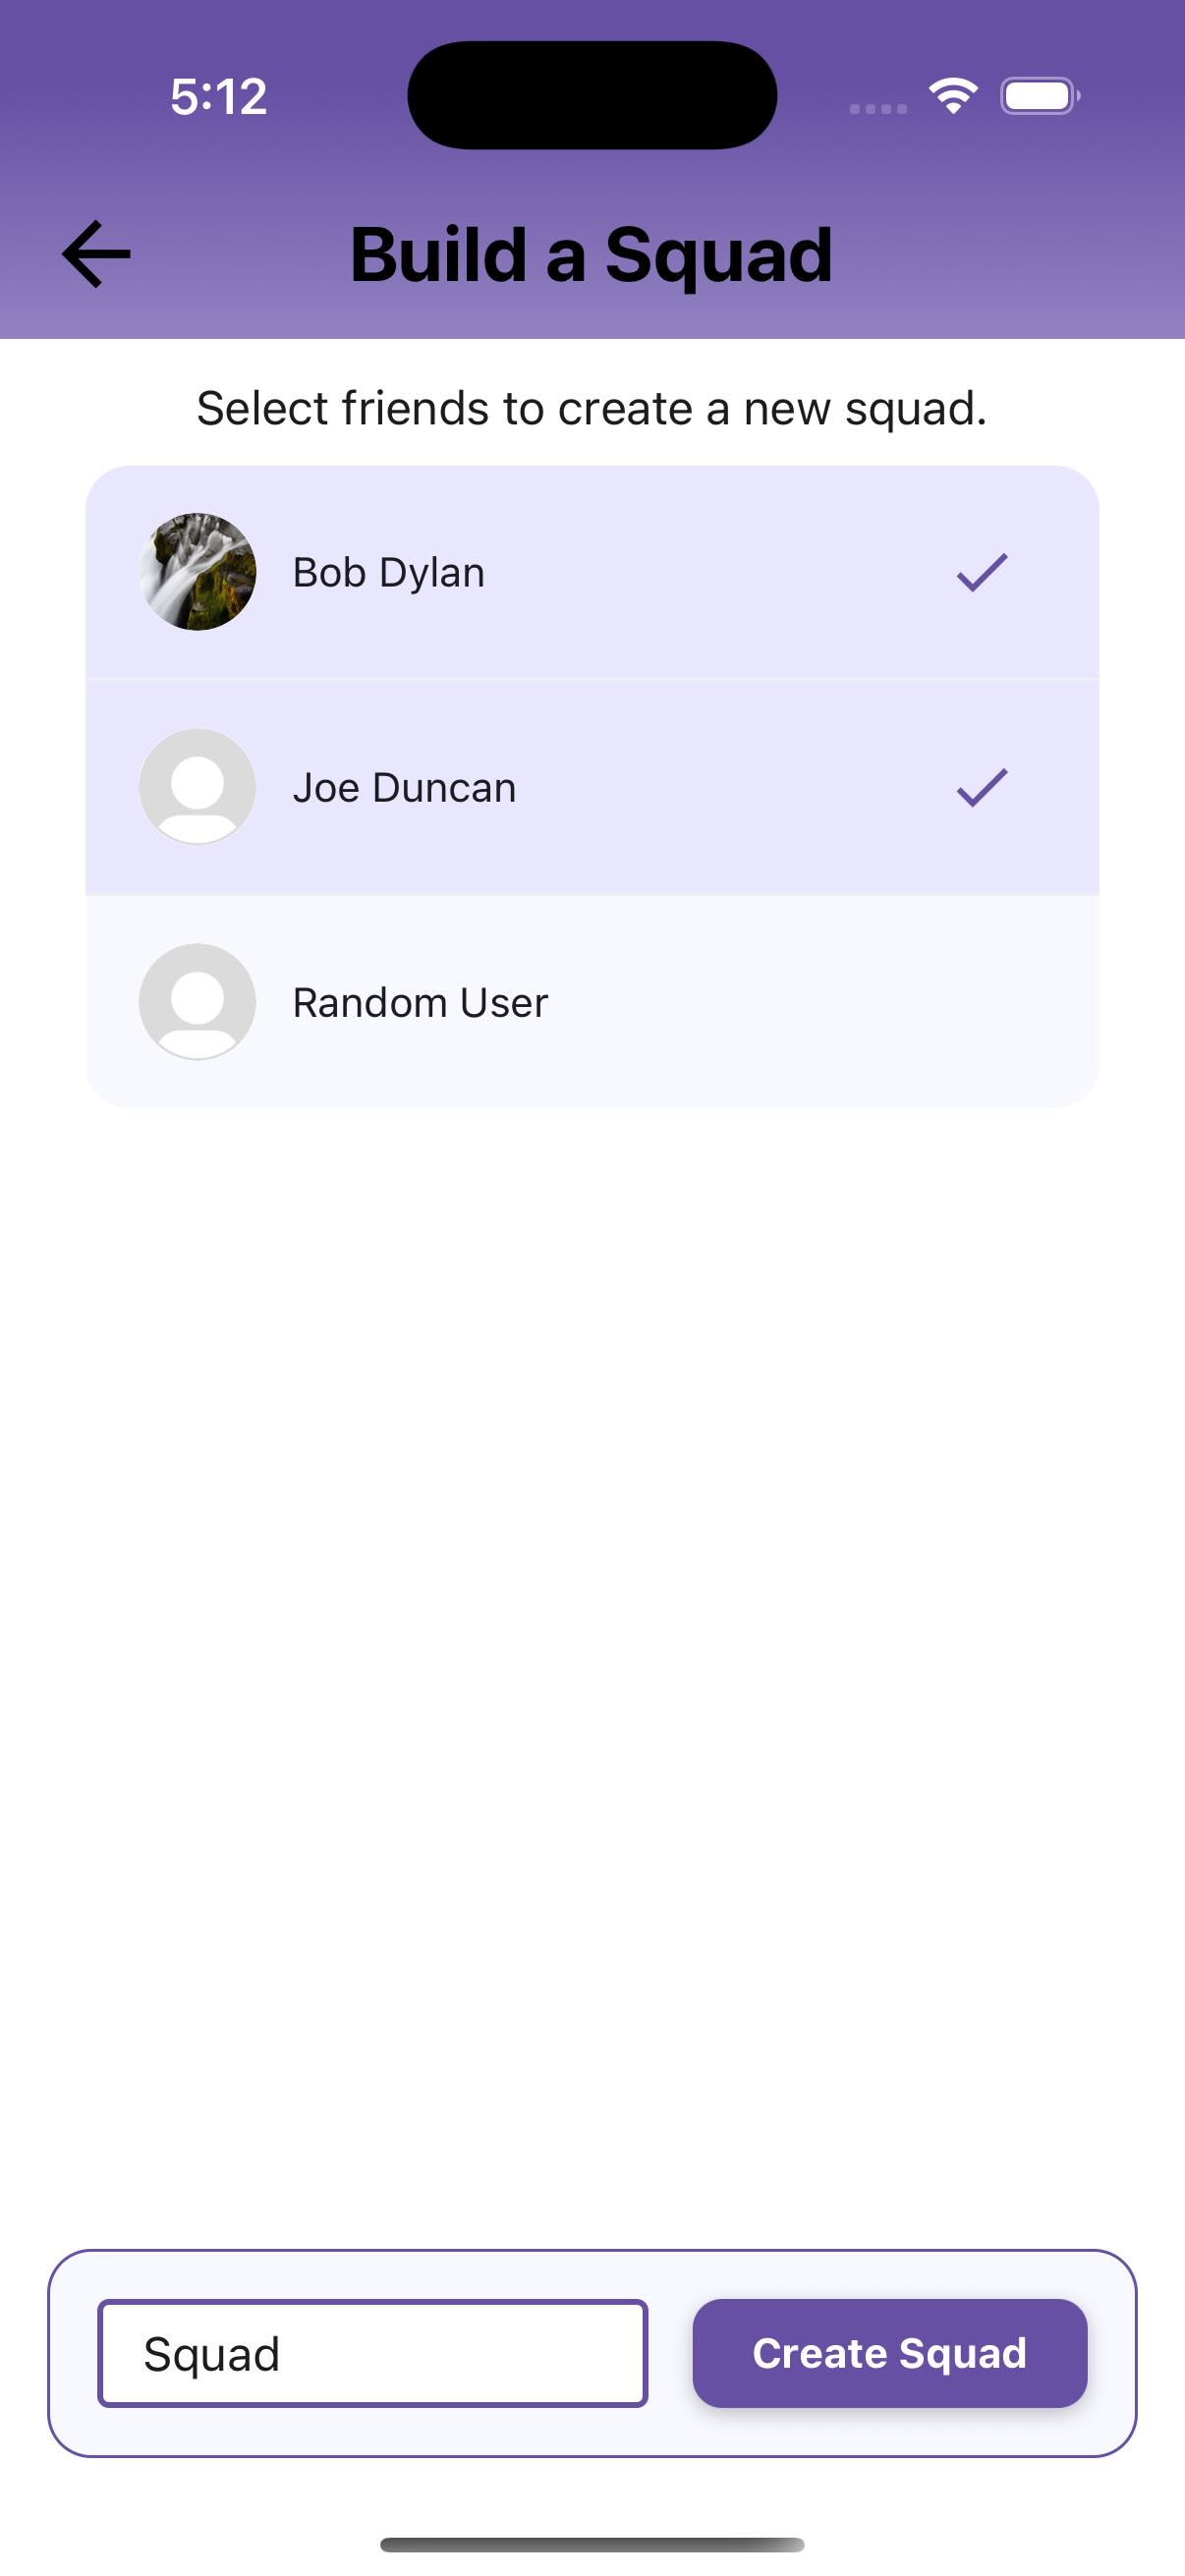 5:12
Build a Squad
Select friends to create a new squad.
Bob Dylan
Joe Duncan
Random User
Squad
Create Squad